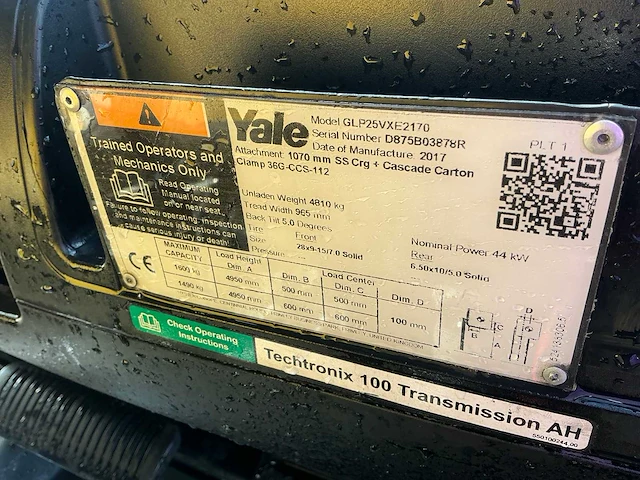 Yale
Model GLP25VXE2170
Serial Number D875B03878R
Date of Manufacture 2017
Attachment: 1070 mm SS Crg + Cascade Carton
Clamp 36G-CCS-112
PLT 1
Trained Operators and
Mechanics Only
Read Operating
Manual located
on or near seat.
Failure to follow operating, inspection
and maintenance instructions can
cause serious injury or death!
Unladen Weight 4810 kg
Tread Width 965 mm
Back Tilt 5.0 Degrees
Nominal Power 44 kW
Tire Front Rear
Size 28x9-15/7.0 Solid 6.50x10/5.0 Solid
Pressure
CE
MAXIMUM CAPACITY Load Height Dim. A Dim. B Load Center Dim. C Dim. D
1600 kg 4950 mm 500 mm 500 mm
1490 kg 4950 mm 600 mm 600 mm 100 mm
D
B
C
A
Check Operating
Instructions
Techtronix 100 Transmission AH
550100244.00